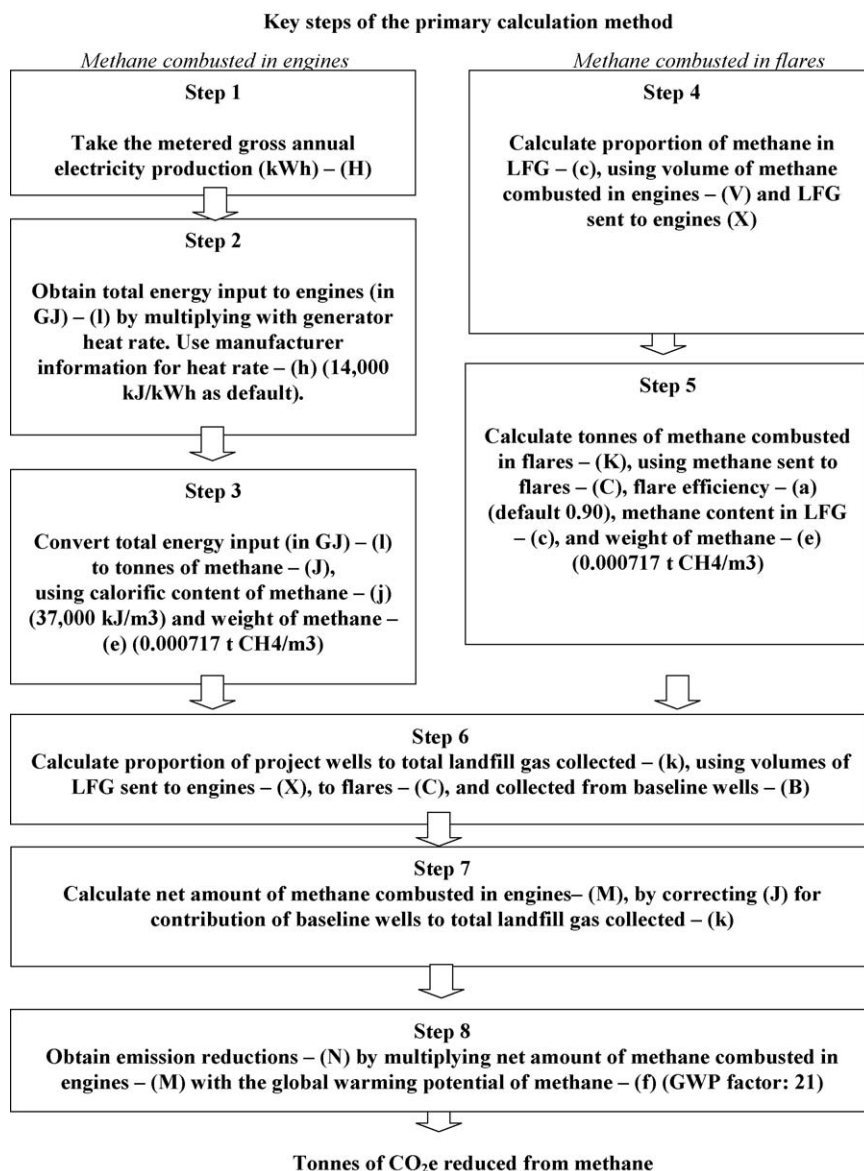 Key steps of the primary calculation method
Methane combusted in engines
Step 1
Take the metered gross annual
electricity production (kWh) – (H)
Step 2
Obtain total energy input to engines (in
GJ) – (l) by multiplying with generator
heat rate. Use manufacturer
information for heat rate – (h) (14,000
kJ/kWh as default).
Step 3
Convert total energy input (in GJ) – (l)
to tonnes of methane – (J),
using calorific content of methane – (j)
(37,000 kJ/m3) and weight of methane –
(e) (0.000717 t CH4/m3)
Methane combusted in flares
Step 4
Calculate proportion of methane in
LFG – (c), using volume of methane
combusted in engines – (V) and LFG
sent to engines (X)
Step 5
Calculate tonnes of methane combusted
in flares – (K), using methane sent to
flares – (C), flare efficiency – (a)
(default 0.90), methane content in LFG
– (c), and weight of methane – (e)
(0.000717 t CH4/m3)
Step 6
Calculate proportion of project wells to total landfill gas collected – (k), using volumes of
LFG sent to engines – (X), to flares – (C), and collected from baseline wells – (B)
Step 7
Calculate net amount of methane combusted in engines– (M), by correcting (J) for
contribution of baseline wells to total landfill gas collected – (k)
Step 8
Obtain emission reductions – (N) by multiplying net amount of methane combusted in
engines – (M) with the global warming potential of methane – (f) (GWP factor: 21)
Tonnes of CO₂e reduced from methane